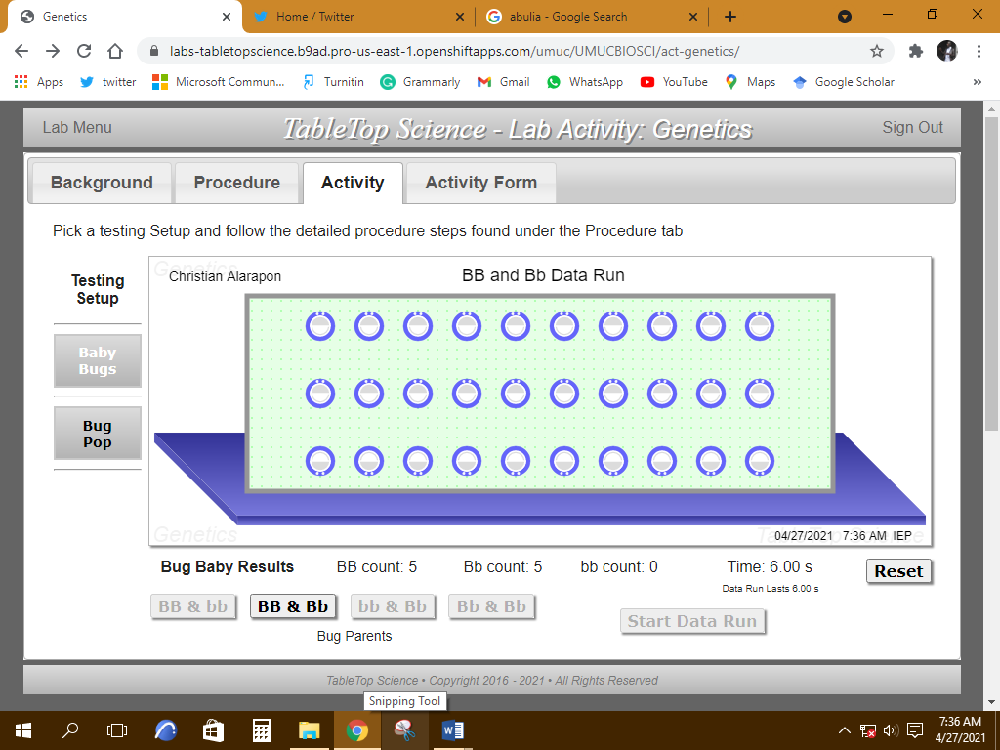 Genetics
Home / Twitter
abulia - Google Search
labs-tabletopscience.b9ad.pro-us-east-1.openshiftapps.com/umuc/UMUCBIOSCI/act-genetics/
Apps twitter Microsoft Commun... Turnitin Grammarly Gmail WhatsApp YouTube Maps Google Scholar »
Lab Menu
TableTop Science - Lab Activity: Genetics
Sign Out
Background Procedure Activity Activity Form
Pick a testing Setup and follow the detailed procedure steps found under the Procedure tab
Testing
Setup
Baby
Bugs
Bug
Pop
Genetics
Christian Alarapon
BB and Bb Data Run
Genetics
04/27/2021 7:36 AM IEP
Bug Baby Results BB count: 5 Bb count: 5 bb count: 0 Time: 6.00 s
Data Run Lasts 6.00 s
Reset
BB & bb BB & Bb bb & Bb Bb & Bb
Start Data Run
Bug Parents
TableTop Science • Copyright 2016 - 2021 • All Rights Reserved
Snipping Tool
7:36 AM
4/27/2021